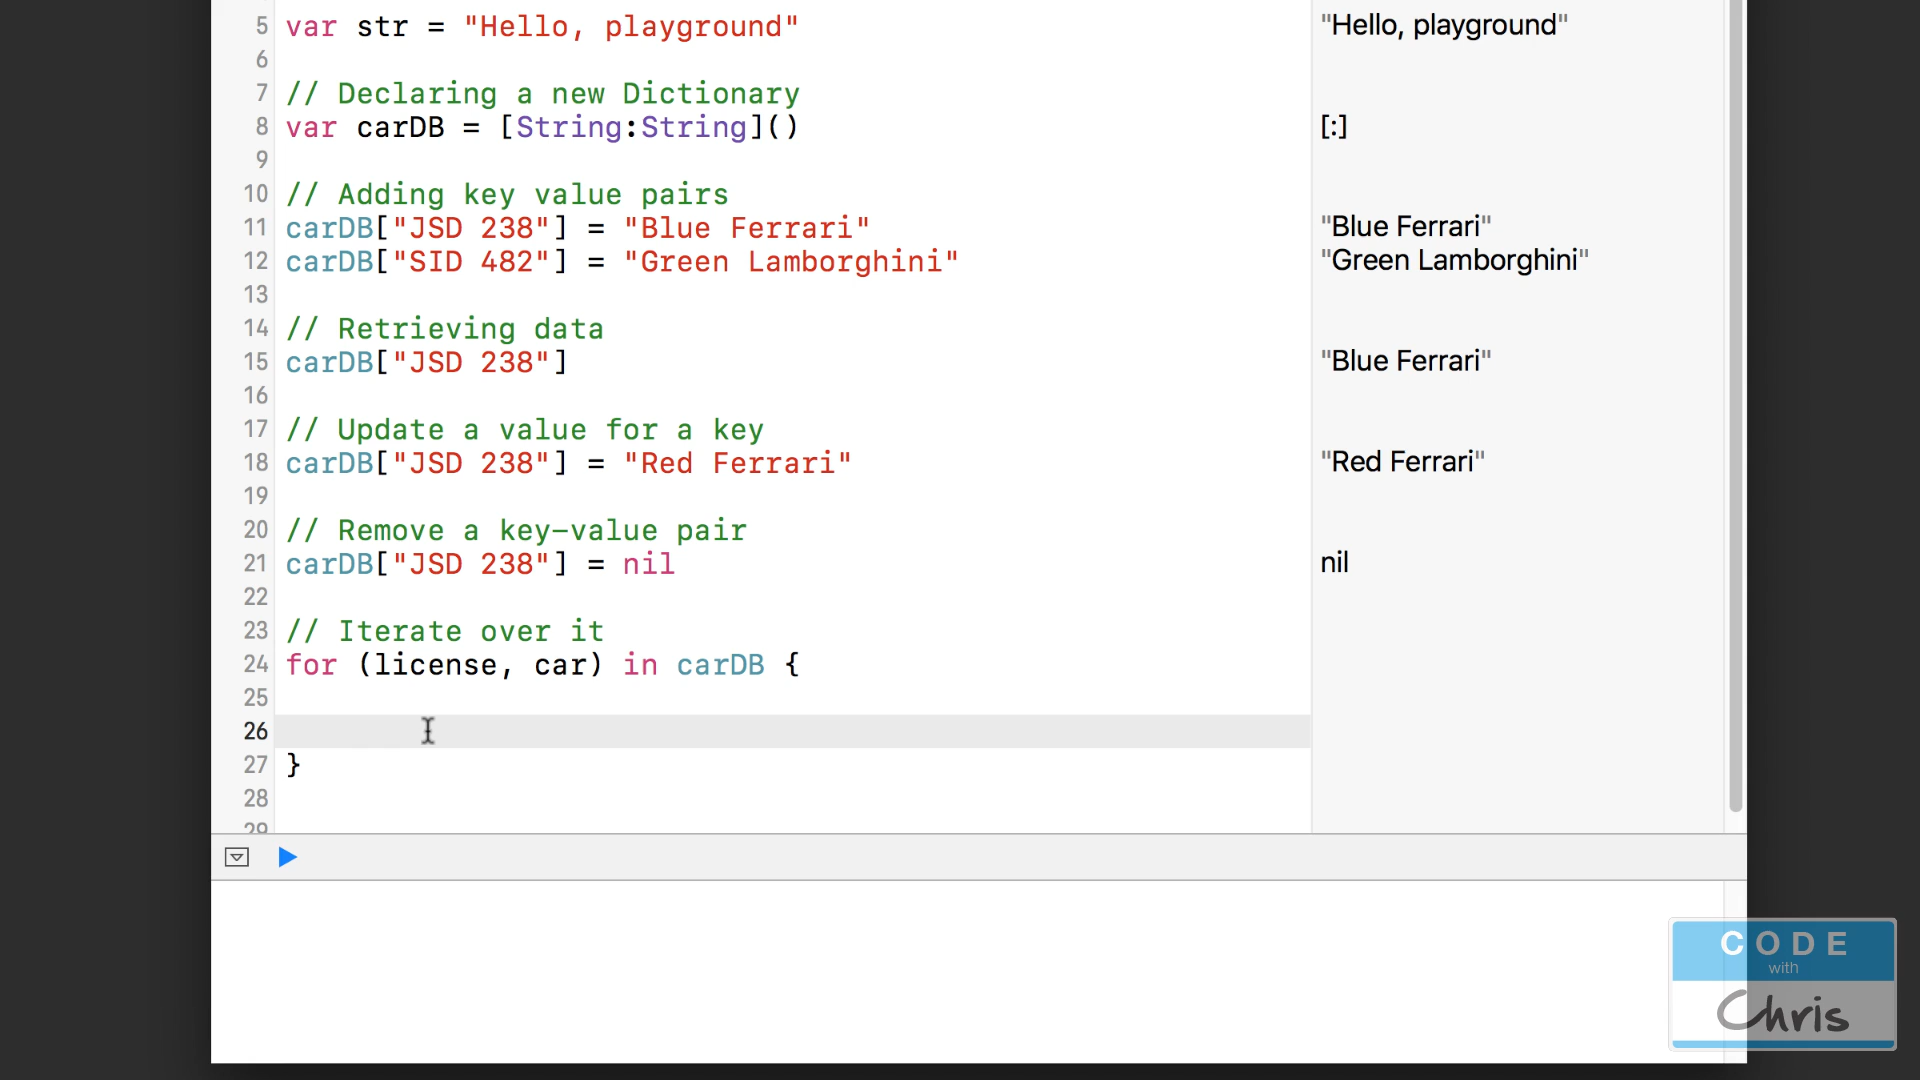 5 var str = "Hello, playground" "Hello, playground"
6
7 // Declaring a new Dictionary
8 var carDB = [String:String]() [:]
9
10 // Adding key value pairs
11 carDB["JSD 238"] = "Blue Ferrari" "Blue Ferrari"
12 carDB["SID 482"] = "Green Lamborghini" "Green Lamborghini"
13
14 // Retrieving data
15 carDB["JSD 238"] "Blue Ferrari"
16
17 // Update a value for a key
18 carDB["JSD 238"] = "Red Ferrari" "Red Ferrari"
19
20 // Remove a key-value pair
21 carDB["JSD 238"] = nil nil
22
23 // Iterate over it
24 for (license, car) in carDB {
25
26
27 }
28
29
CODE
with
Chris